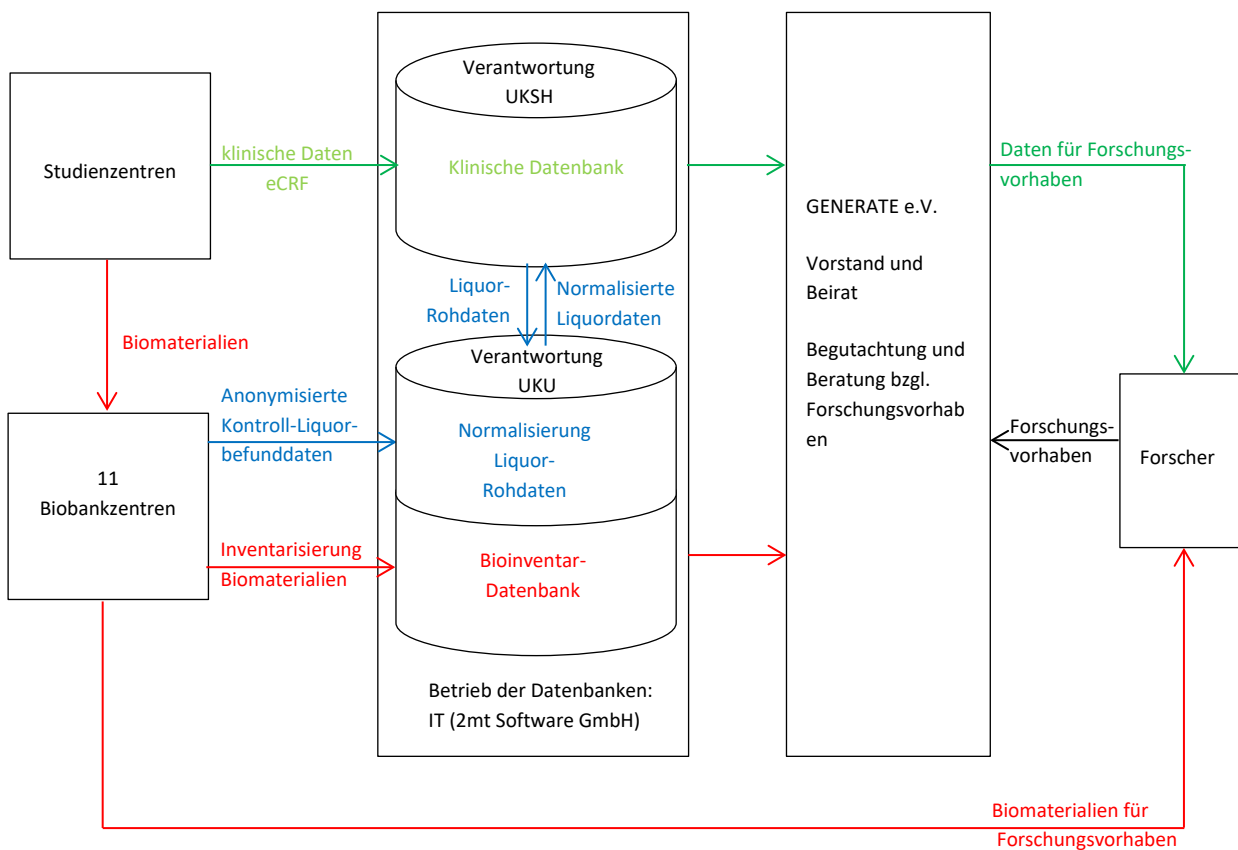 Verantwortung
UKSH
Studienzentren
klinische Daten
eCRF
Klinische Datenbank
Daten für Forschungs-
vorhaben
GENERATE e.V.
Vorstand und
Beirat
Begutachtung und
Beratung bzgl.
Forschungsvorhab
en
Liquor-
Rohdaten
Normalisierte
Liquordaten
Biomaterialien
Verantwortung
UKU
Anonymisierte
Kontroll-Liquor-
befunddaten
Normalisierung
Liquor-
Rohdaten
Forschungs-
vorhaben
Forscher
11
Biobankzentren
Inventarisierung
Biomaterialien
Bioinventar-
Datenbank
Betrieb der Datenbanken:
IT (2mt Software GmbH)
Biomaterialien für
Forschungsvorhaben